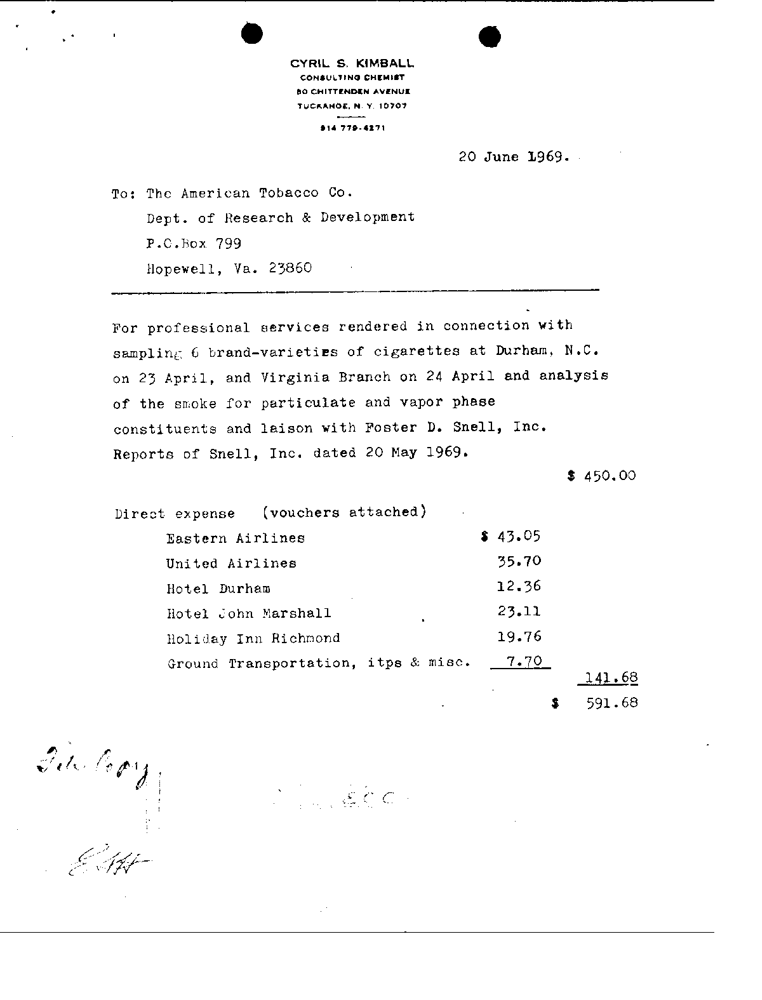 CYRIL S. KIMBALL
CONSULTING CHEMIST
80 CHITTENDEN AVENUE
TUCKAHOE, N. Y. 10707
914 779-4271
20 June 1969.
To: The American Tobacco Co.
Dept. of Research & Development
P.O.Box 799
Hopewell, Va. 23860
For professional services rendered in connection with
sampling 6 brand-varieties of cigarettes at Durham, N.C.
on 23 April, and Virginia Branch on 24 April and analysis
of the smoke for particulate and vapor phase
constituents and laison with Foster D. Snell, Inc.
Reports of Snell, Inc. dated 20 May 1969.
$ 450.00
Direct expense (vouchers attached)
Eastern Airlines $ 43.05
United Airlines 35.70
Hotel Durham 12.36
Hotel John Marshall 23.11
Holiday Inn Richmond 19.76
Ground Transportation, itps & misc. 7.70
141.68
$ 591.68
File Copy